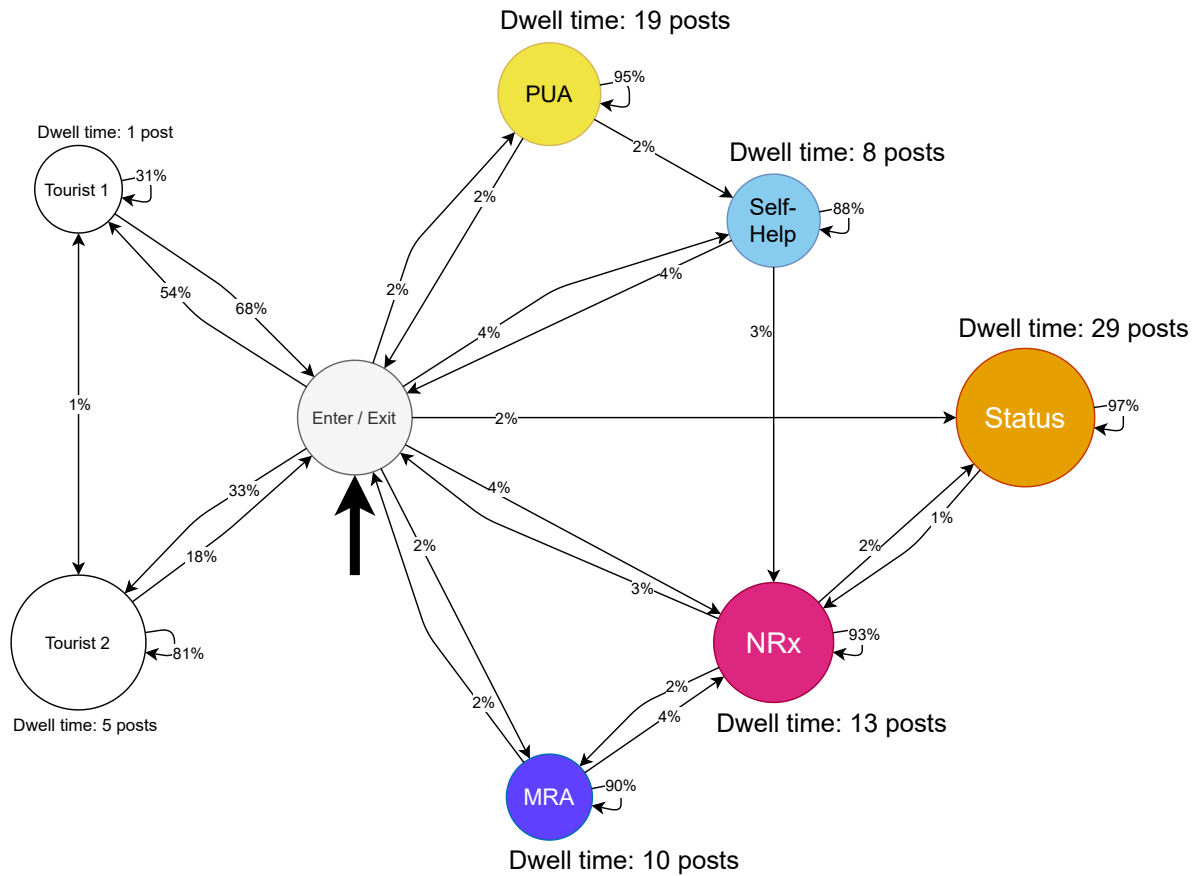 Dwell time: 19 posts
PUA
95%
Dwell time: 1 post
Tourist 1
31%
2%
Dwell time: 8 posts
Self-
Help
88%
2%
54%
68%
2%
4%
4%
3%
Dwell time: 29 posts
Status
97%
1%
Enter / Exit
2%
33%
18%
4%
2%
3%
2%
1%
Tourist 2
81%
Dwell time: 5 posts
NRx
93%
2%
4%
2%
Dwell time: 13 posts
MRA
90%
Dwell time: 10 posts